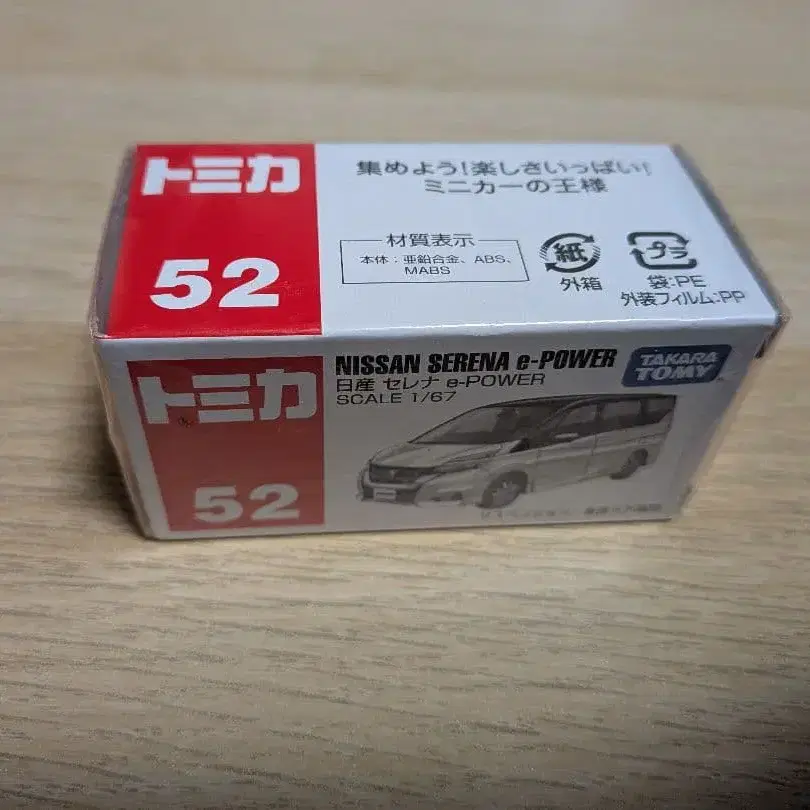 トミカ
52
集めよう!楽しさいっぱい!
ミニカーの王様
材質表示
本体:亜鉛合金、ABS、
MABS
紙
外箱
プラ
袋:PE
外装フィルム:PP
トミカ
52
NISSAN SERENA e-POWER
日産 セレナ e-POWER
SCALE 1/67
TAKARA
TOMY